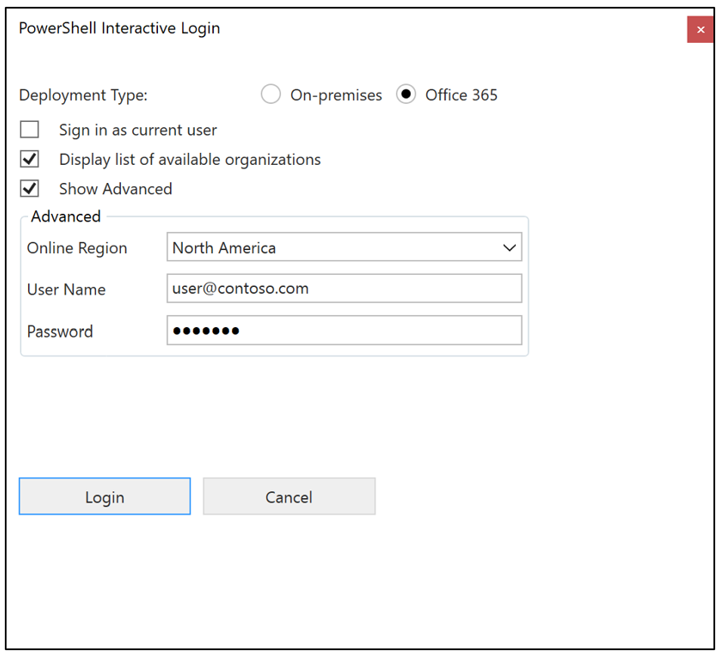 PowerShell Interactive Login
Deployment Type: On-premises Office 365
Sign in as current user
Display list of available organizations
Show Advanced
Advanced
Online Region North America
User Name user@contoso.com
Password ●●●●●●●
Login Cancel